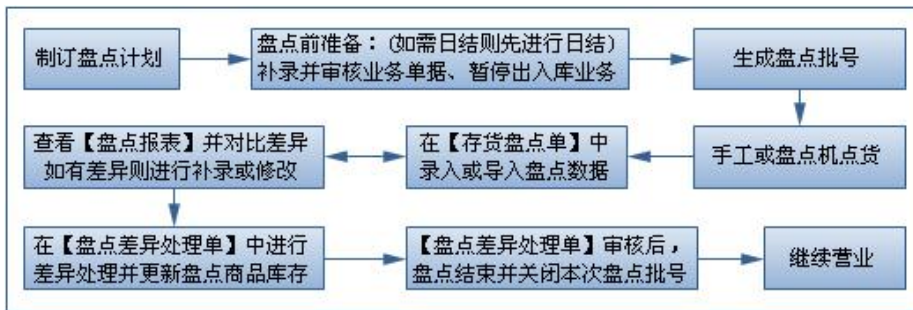 制订盘点计划
盘点前准备：(如需日结则先进行日结)
补录并审核业务单据、暂停出入库业务
生成盘点批号
手工或盘点机点货
在【存货盘点单】中
录入或导入盘点数据
查看【盘点报表】并对比差异
如有差异则进行补录或修改
在【盘点差异处理单】中进行
差异处理并更新盘点商品库存
【盘点差异处理单】审核后，
盘点结束并关闭本次盘点批号
继续营业